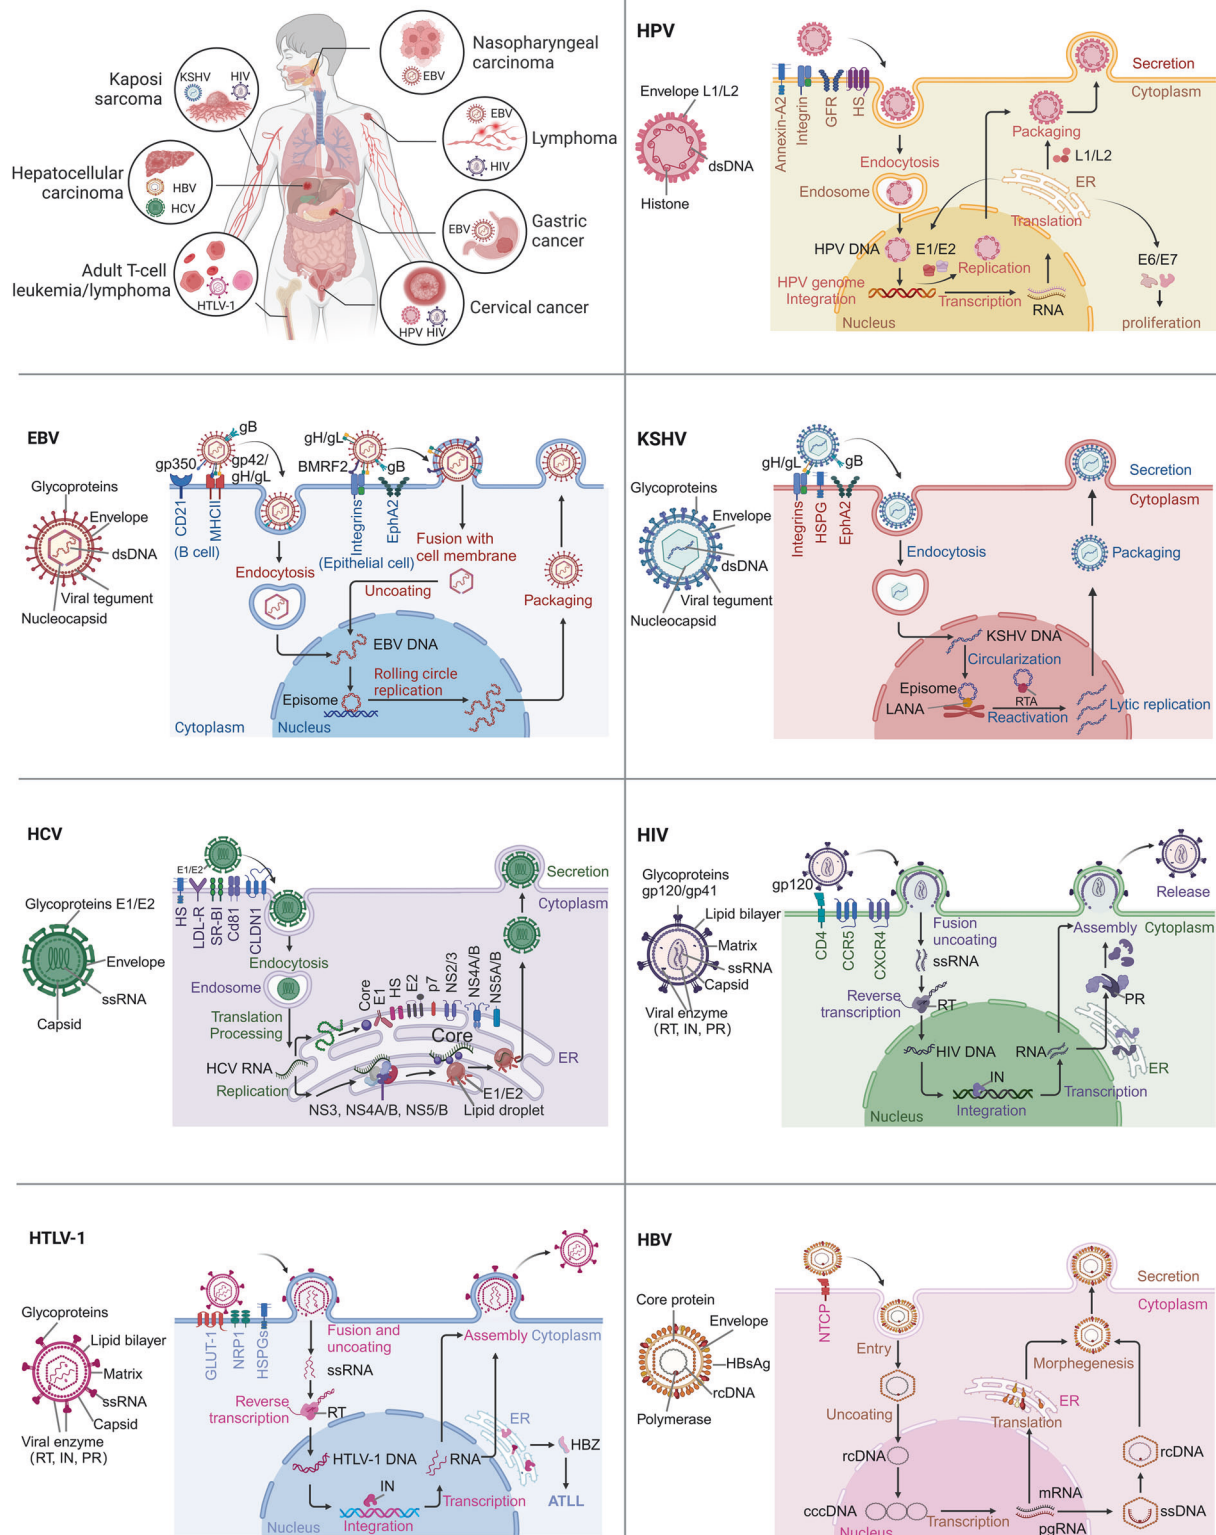 Nasopharyngeal
carcinoma
EBV
Kaposi
sarcoma
KSHV
HIV
EBV
Lymphoma
HIV
Hepatocellular
carcinoma
HBV
HCV
EBV
Gastric
cancer
Adult T-cell
leukemia/lymphoma
HTLV-1
Cervical cancer
HPV
HIV
HPV
Envelope L1/L2
dsDNA
Histone
Annexin-A2
Integrin
GFR
HS
Secretion
Cytoplasm
Packaging
L1/L2
Endocytosis
Endosome
ER
Translation
HPV DNA
E1/E2
Replication
E6/E7
HPV genome
Integration
Transcription
RNA
Nucleus
proliferation
EBV
Glycoproteins
Envelope
dsDNA
Viral tegument
Nucleocapsid
gB
gp350
gp42/
gH/gL
CD21
MHCII
(B cell)
gH/gL
BMRF2
gB
Integrins
EphA2
(Epithelial cell)
Fusion with
cell membrane
Endocytosis
Uncoating
Packaging
EBV DNA
Rolling circle
replication
Episome
Cytoplasm
Nucleus
KSHV
Glycoproteins
Envelope
dsDNA
Viral tegument
Nucleocapsid
gH/gL
gB
Integrins
HSPG
EphA2
Secretion
Cytoplasm
Endocytosis
Packaging
KSHV DNA
Circularization
Episome
LANA
RTA
Reactivation
Lytic replication
HCV
Glycoproteins E1/E2
Envelope
ssRNA
Capsid
E1/E2
HS
LDL-R
SR-BI
Cd81
CLDN1
Secretion
Cytoplasm
Endocytosis
Endosome
Translation
Processing
Core
E1
HS
E2
p7
NS2/3
NS4A/B
NS5A/B
Core
ER
HCV RNA
Replication
E1/E2
NS3, NS4A/B, NS5/B
Lipid droplet
HIV
Glycoproteins
gp120/gp41
Lipid bilayer
Matrix
ssRNA
Capsid
Viral enzyme
(RT, IN, PR)
gp120
CD4
CCR5
CXCR4
Release
Fusion
uncoating
ssRNA
Assembly
Cytoplasm
Reverse
transcription
RT
PR
HIV DNA
RNA
ER
IN
Integration
Transcription
Nucleus
HTLV-1
Glycoproteins
Lipid bilayer
Matrix
ssRNA
Capsid
Viral enzyme
(RT, IN, PR)
GLUT-1
NRP1
HSPGs
Fusion and
uncoating
ssRNA
Assembly
Cytoplasm
Reverse
transcription
RT
ER
HTLV-1 DNA
RNA
HBZ
IN
Transcription
ATLL
Nucleus
Integration
HBV
Core protein
Envelope
HBsAg
rcDNA
Polymerase
NTCP
Secretion
Cytoplasm
Entry
Morphegenesis
Uncoating
ER
Translation
rcDNA
rcDNA
cccDNA
Transcription
mRNA
pgRNA
ssDNA
Nucleus